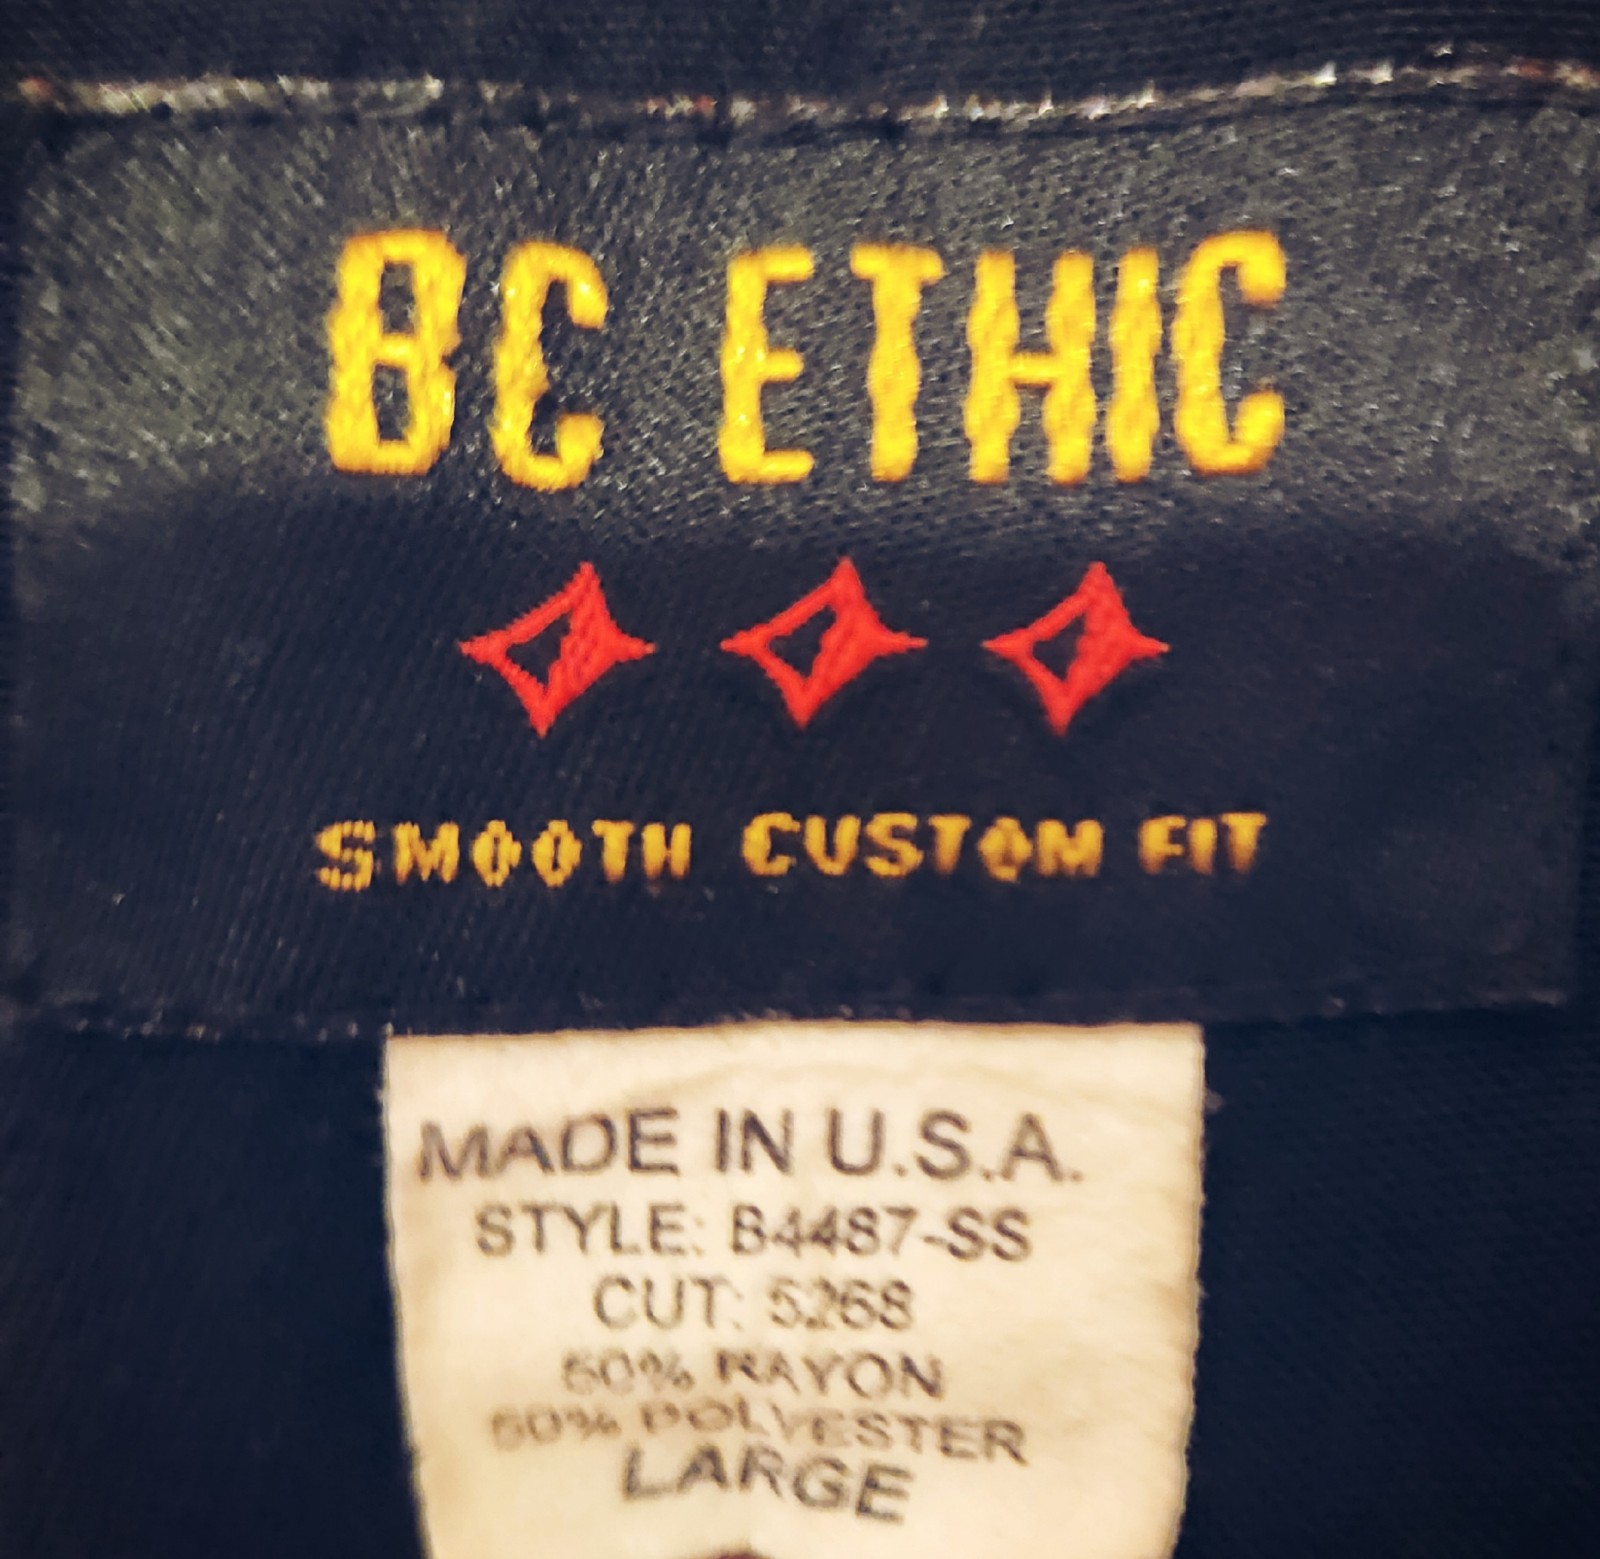 BC ETHIC
SMOOTH CUSTOM FIT
MADE IN U.S.A.
STYLE: B4487-SS
CUT: 5268
50% RAYON
50% POLYESTER
LARGE